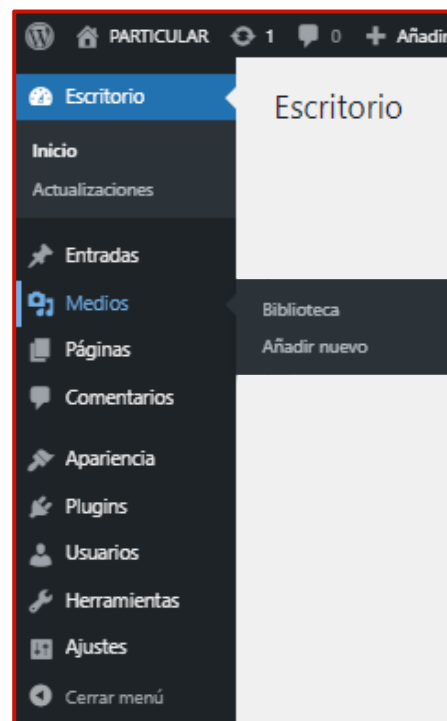 PARTICULAR 1 0 + Añadir
Escritorio
Escritorio
Inicio
Actualizaciones
Entradas
Medios
Biblioteca
Páginas
Añadir nuevo
Comentarios
Apariencia
Plugins
Usuarios
Herramientas
Ajustes
Cerrar menú